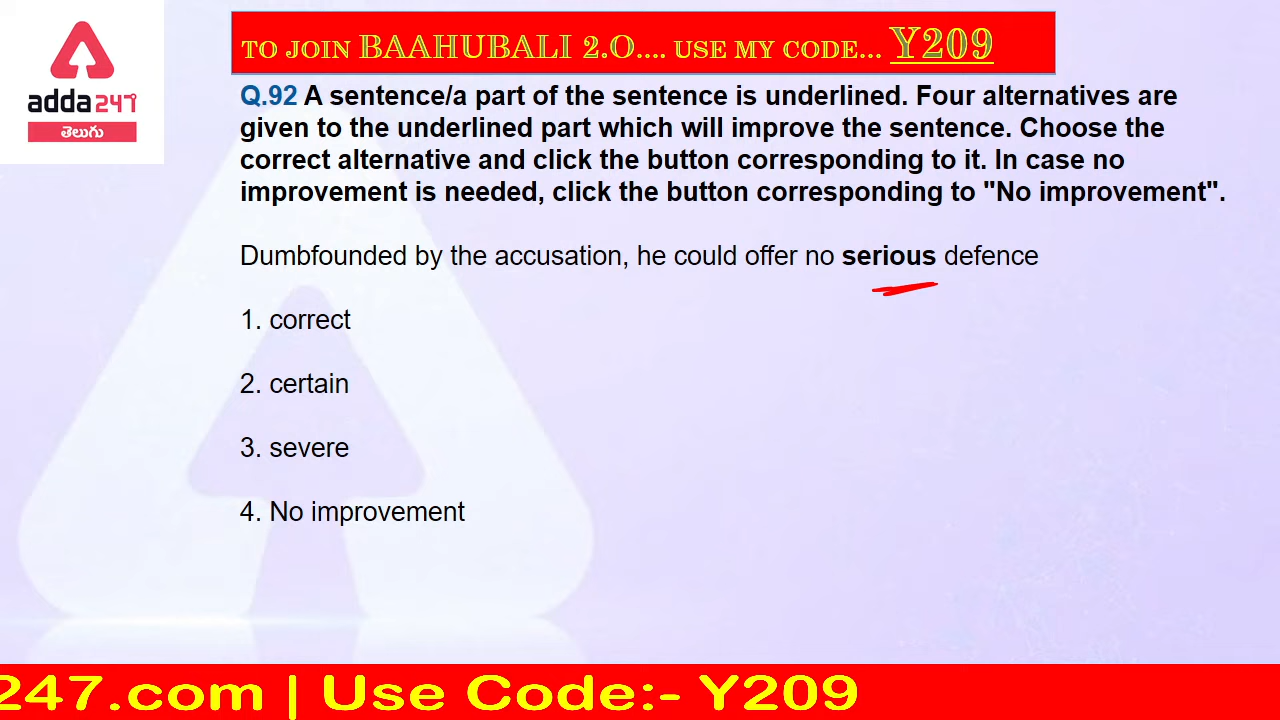 TO JOIN BAAHUBALI 2.O.... USE MY CODE... Y209
adda247
తెలుగు
Q.92 A sentence/a part of the sentence is underlined. Four alternatives are
given to the underlined part which will improve the sentence. Choose the
correct alternative and click the button corresponding to it. In case no
improvement is needed, click the button corresponding to "No improvement".
Dumbfounded by the accusation, he could offer no serious defence
1. correct
2. certain
3. severe
4. No improvement
247.com | Use Code:- Y209